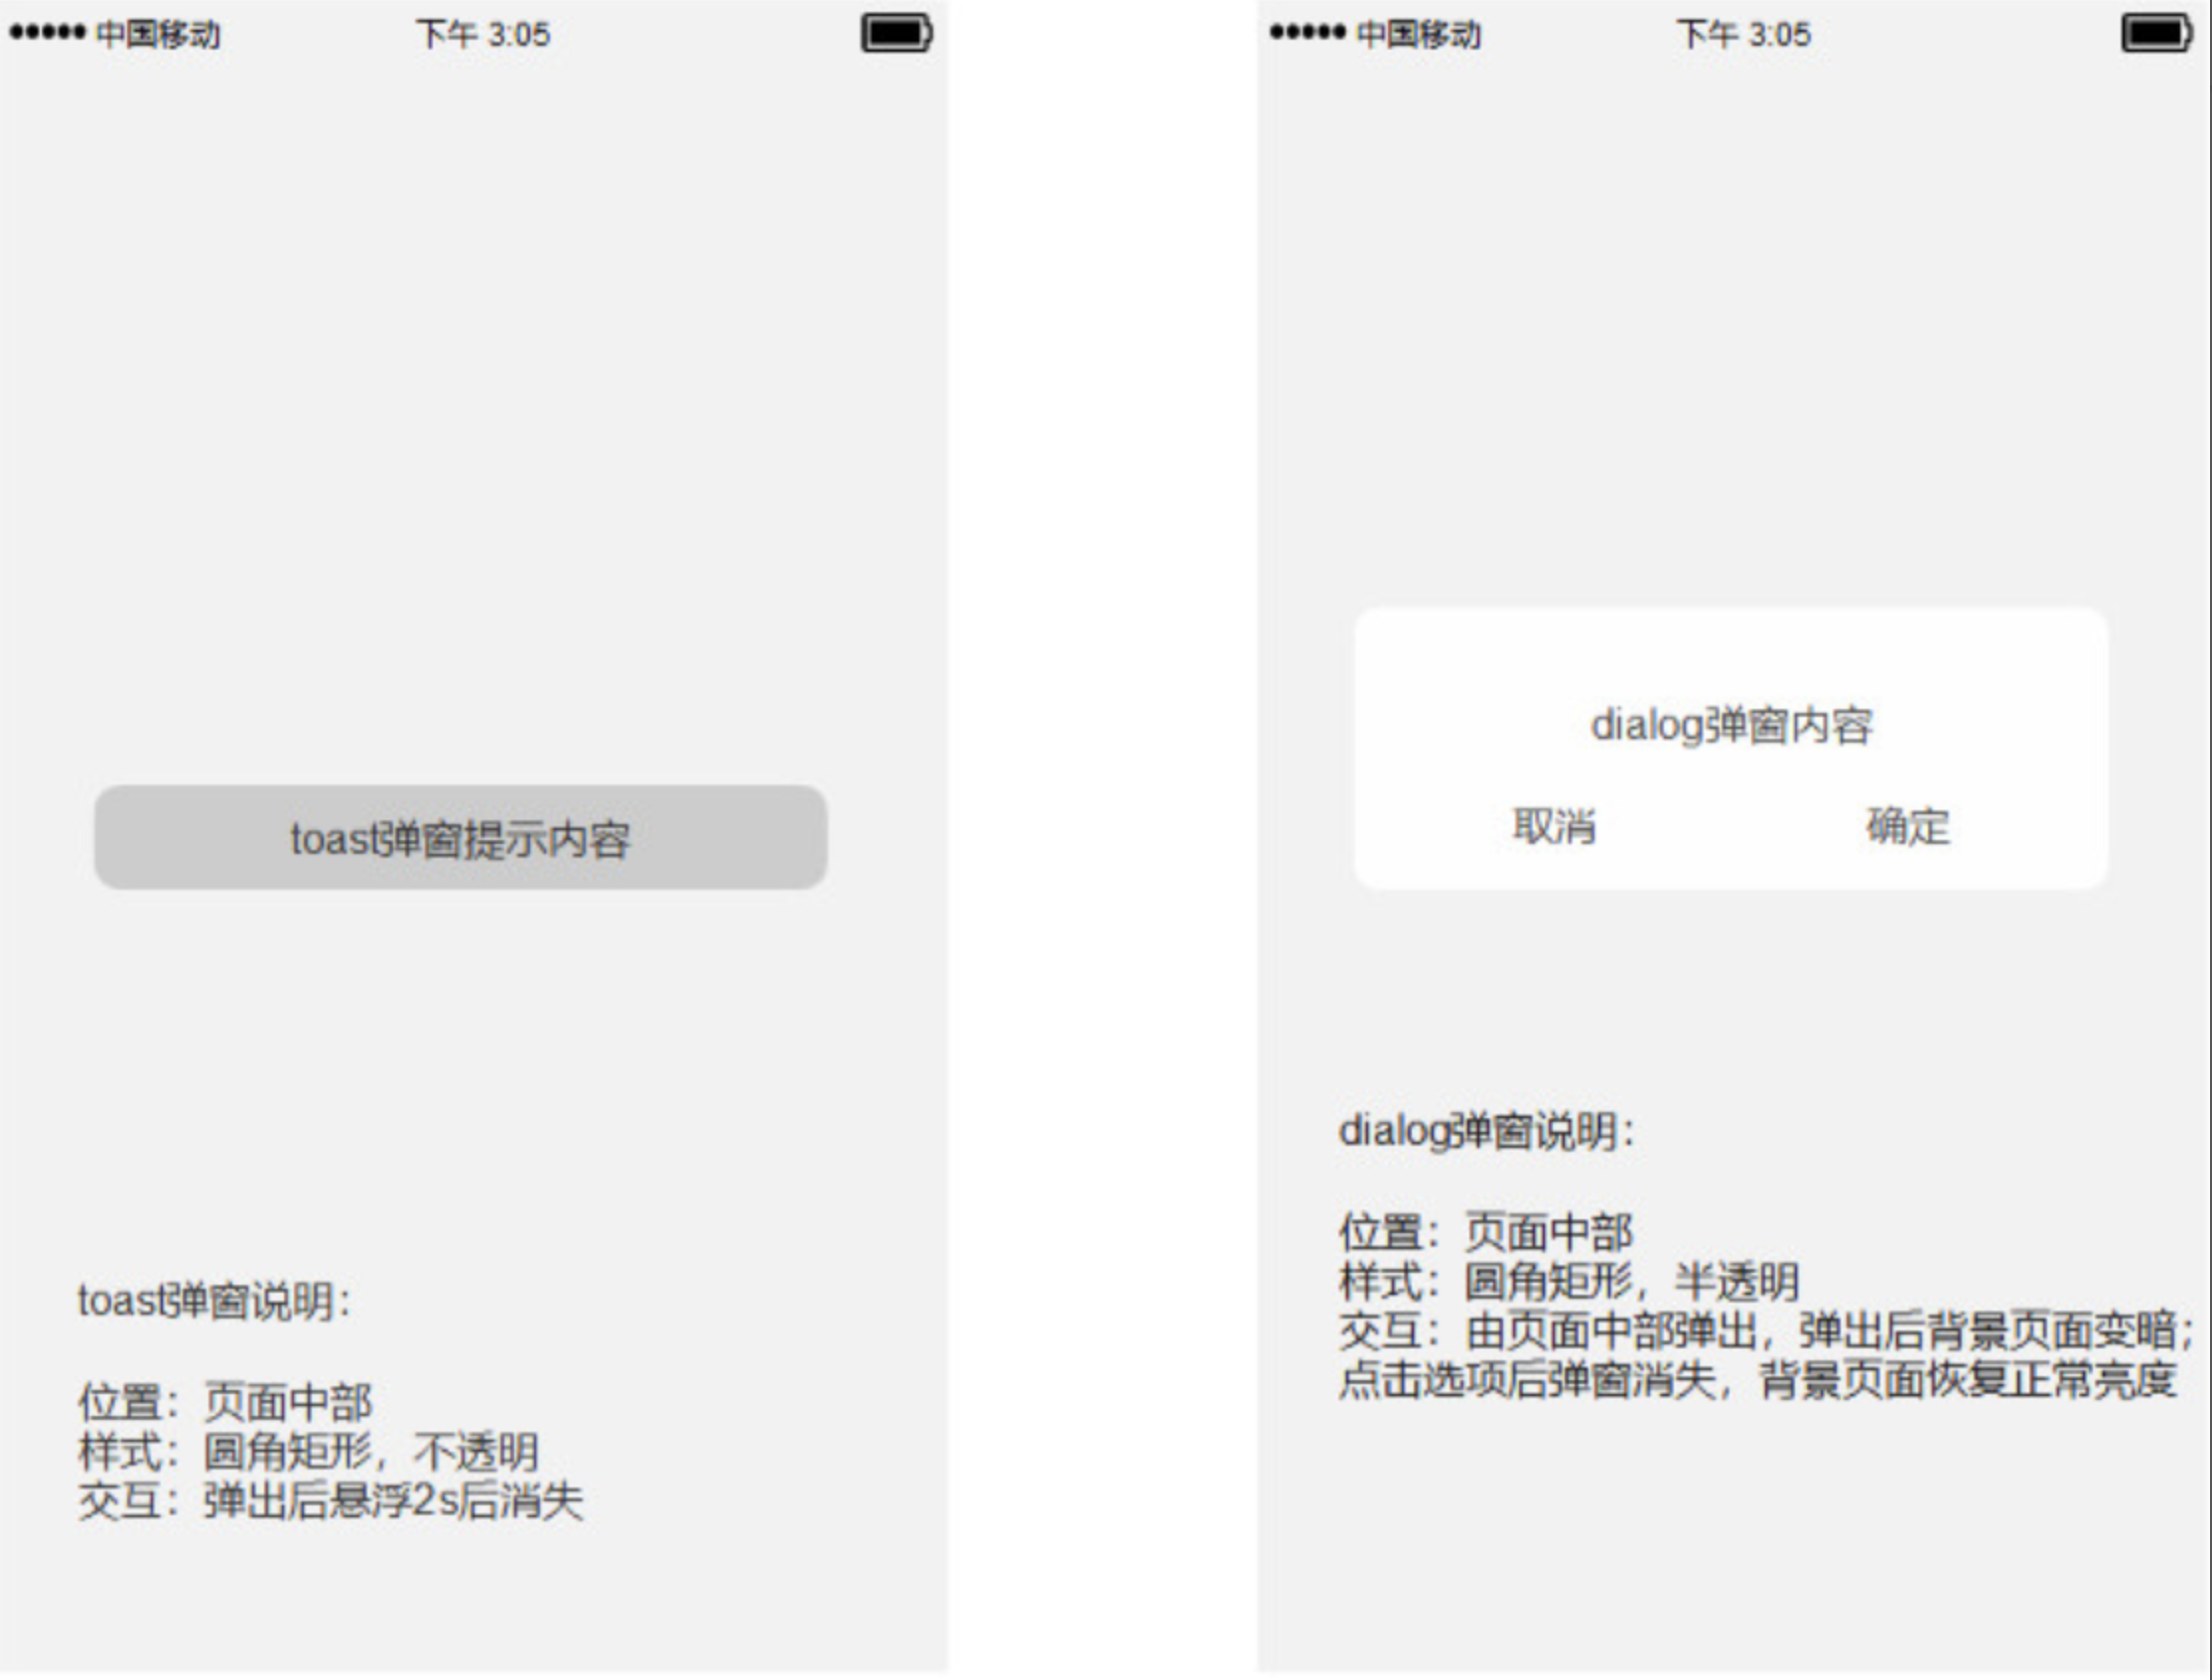 中国移动 下午 3:05
toast弹窗提示内容
toast弹窗说明：
位置：页面中部
样式：圆角矩形，不透明
交互：弹出后悬浮2s后消失
中国移动 下午 3:05
dialog弹窗内容
取消 确定
dialog弹窗说明：
位置：页面中部
样式：圆角矩形，半透明
交互：由页面中部弹出，弹出后背景页面变暗；
点击选项后弹窗消失，背景页面恢复正常亮度